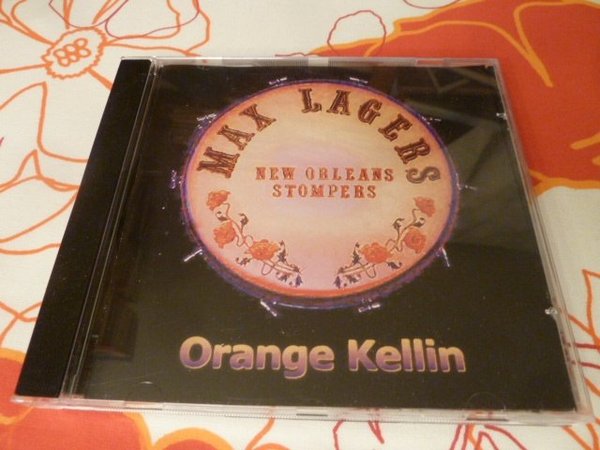 MAX LAGERS
NEW ORLEANS
STOMPERS
Orange Kellin